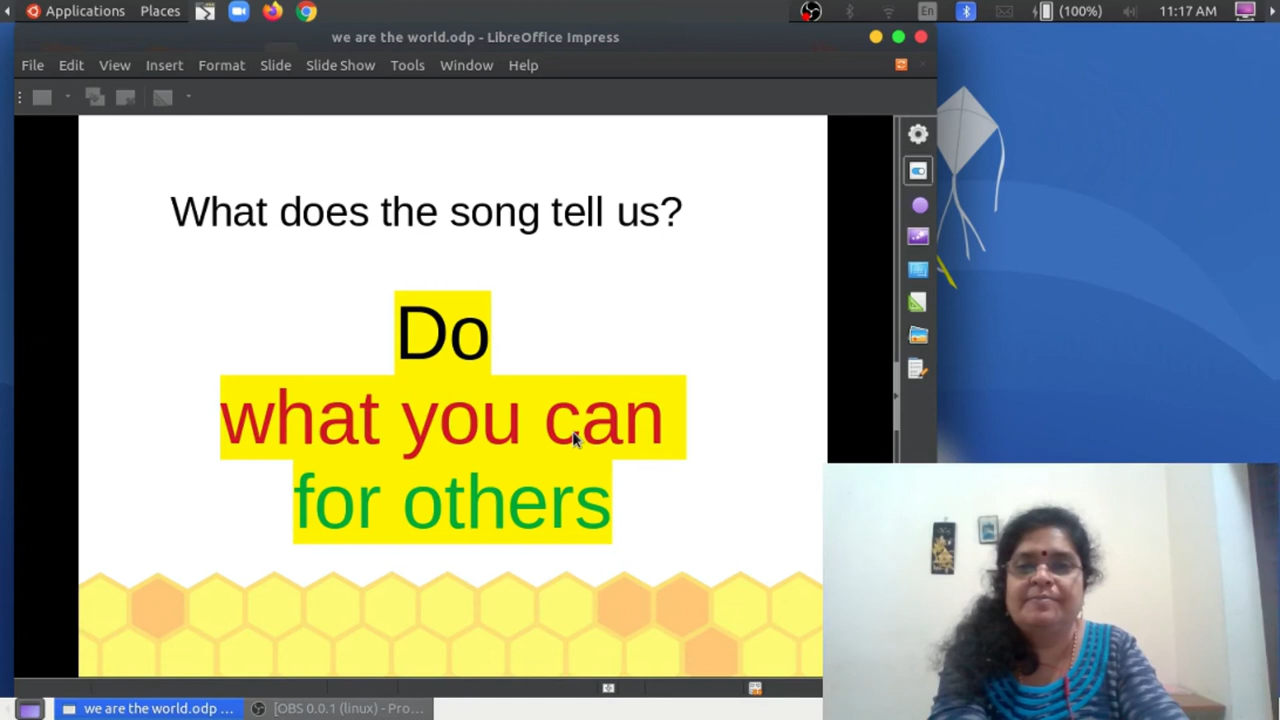 Applications Places En (100%) 11:17 AM
we are the world.odp - LibreOffice Impress
File Edit View Insert Format Slide Slide Show Tools Window Help
What does the song tell us?
Do
what you can
for others
we are the world.odp ... [OBS 0.0.1 (linux) - Pro...